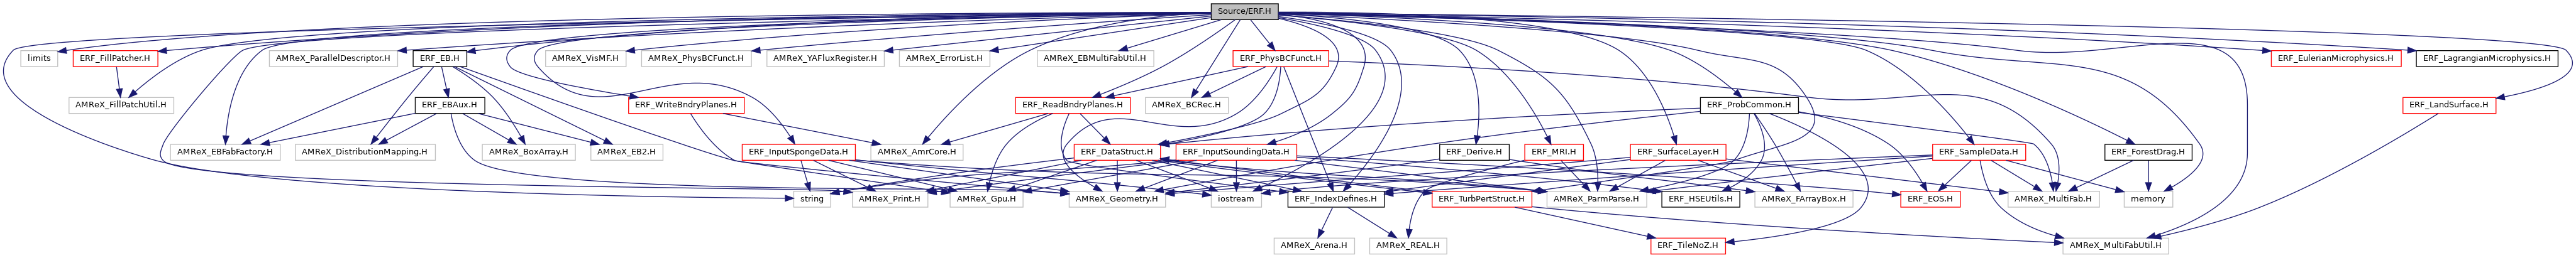 Source/ERF.H
limits
ERF_FillPatcher.H
AMReX_ParallelDescriptor.H
ERF_EB.H
AMReX_VisMF.H
AMReX_PhysBCFunct.H
AMReX_YAFluxRegister.H
AMReX_ErrorList.H
AMReX_EBMultiFabUtil.H
ERF_PhysBCFunct.H
ERF_EulerianMicrophysics.H
ERF_LagrangianMicrophysics.H
AMReX_FillPatchUtil.H
ERF_EBAux.H
ERF_WriteBndryPlanes.H
ERF_ReadBndryPlanes.H
AMReX_BCRec.H
ERF_ProbCommon.H
ERF_LandSurface.H
AMReX_EBFabFactory.H
AMReX_DistributionMapping.H
AMReX_BoxArray.H
AMReX_EB2.H
ERF_InputSpongeData.H
AMReX_AmrCore.H
ERF_DataStruct.H
ERF_InputSoundingData.H
ERF_Derive.H
ERF_MRI.H
ERF_SurfaceLayer.H
ERF_SampleData.H
ERF_ForestDrag.H
string
AMReX_Print.H
AMReX_Gpu.H
AMReX_Geometry.H
iostream
ERF_IndexDefines.H
ERF_TurbPertStruct.H
AMReX_ParmParse.H
ERF_HSEUtils.H
AMReX_FArrayBox.H
ERF_EOS.H
AMReX_MultiFab.H
memory
AMReX_Arena.H
AMReX_REAL.H
ERF_TileNoZ.H
AMReX_MultiFabUtil.H